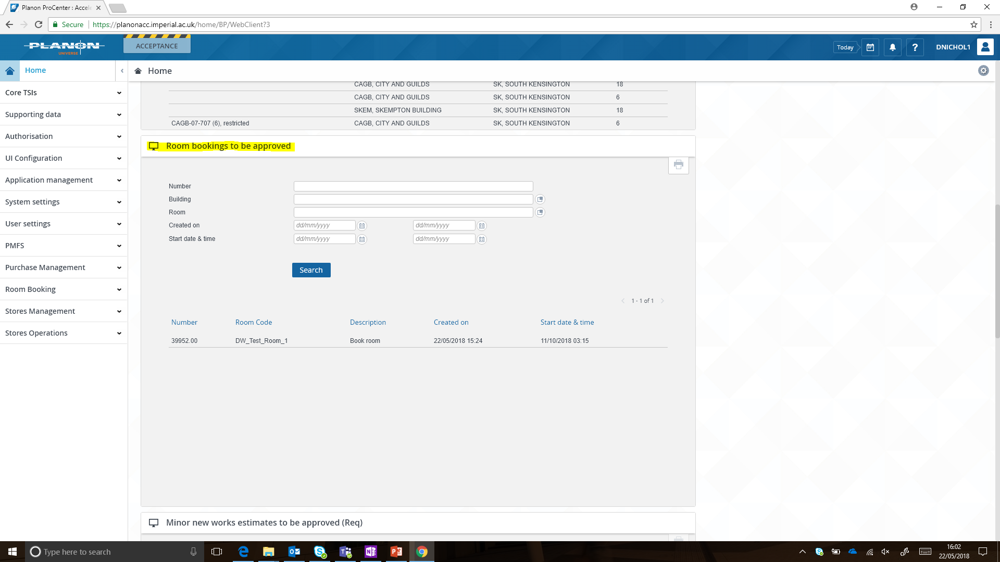 Planon ProCenter : Accele
Secure https://planonacc.imperial.ac.uk/home/BP/WebClient?3
PLANON
UNIVERSE
ACCEPTANCE
Today
?
DNICHOL1
Home
Home
Core TSIs
Supporting data
Authorisation
UI Configuration
Application management
System settings
User settings
PMFS
Purchase Management
Room Booking
Stores Management
Stores Operations
CAGB, CITY AND GUILDS SK, SOUTH KENSINGTON 18
CAGB, CITY AND GUILDS SK, SOUTH KENSINGTON 6
SKEM, SKEMPTON BUILDING SK, SOUTH KENSINGTON 18
CAGB-07-707 (6), restricted CAGB, CITY AND GUILDS SK, SOUTH KENSINGTON 6
Room bookings to be approved
Number
Building
Room
Created on dd/mm/yyyy dd/mm/yyyy
Start date & time dd/mm/yyyy dd/mm/yyyy
Search
1 - 1 of 1
Number Room Code Description Created on Start date & time
39952.00 DW_Test_Room_1 Book room 22/05/2018 15:24 11/10/2018 03:15
Minor new works estimates to be approved (Req)
Type here to search
16:02
22/05/2018